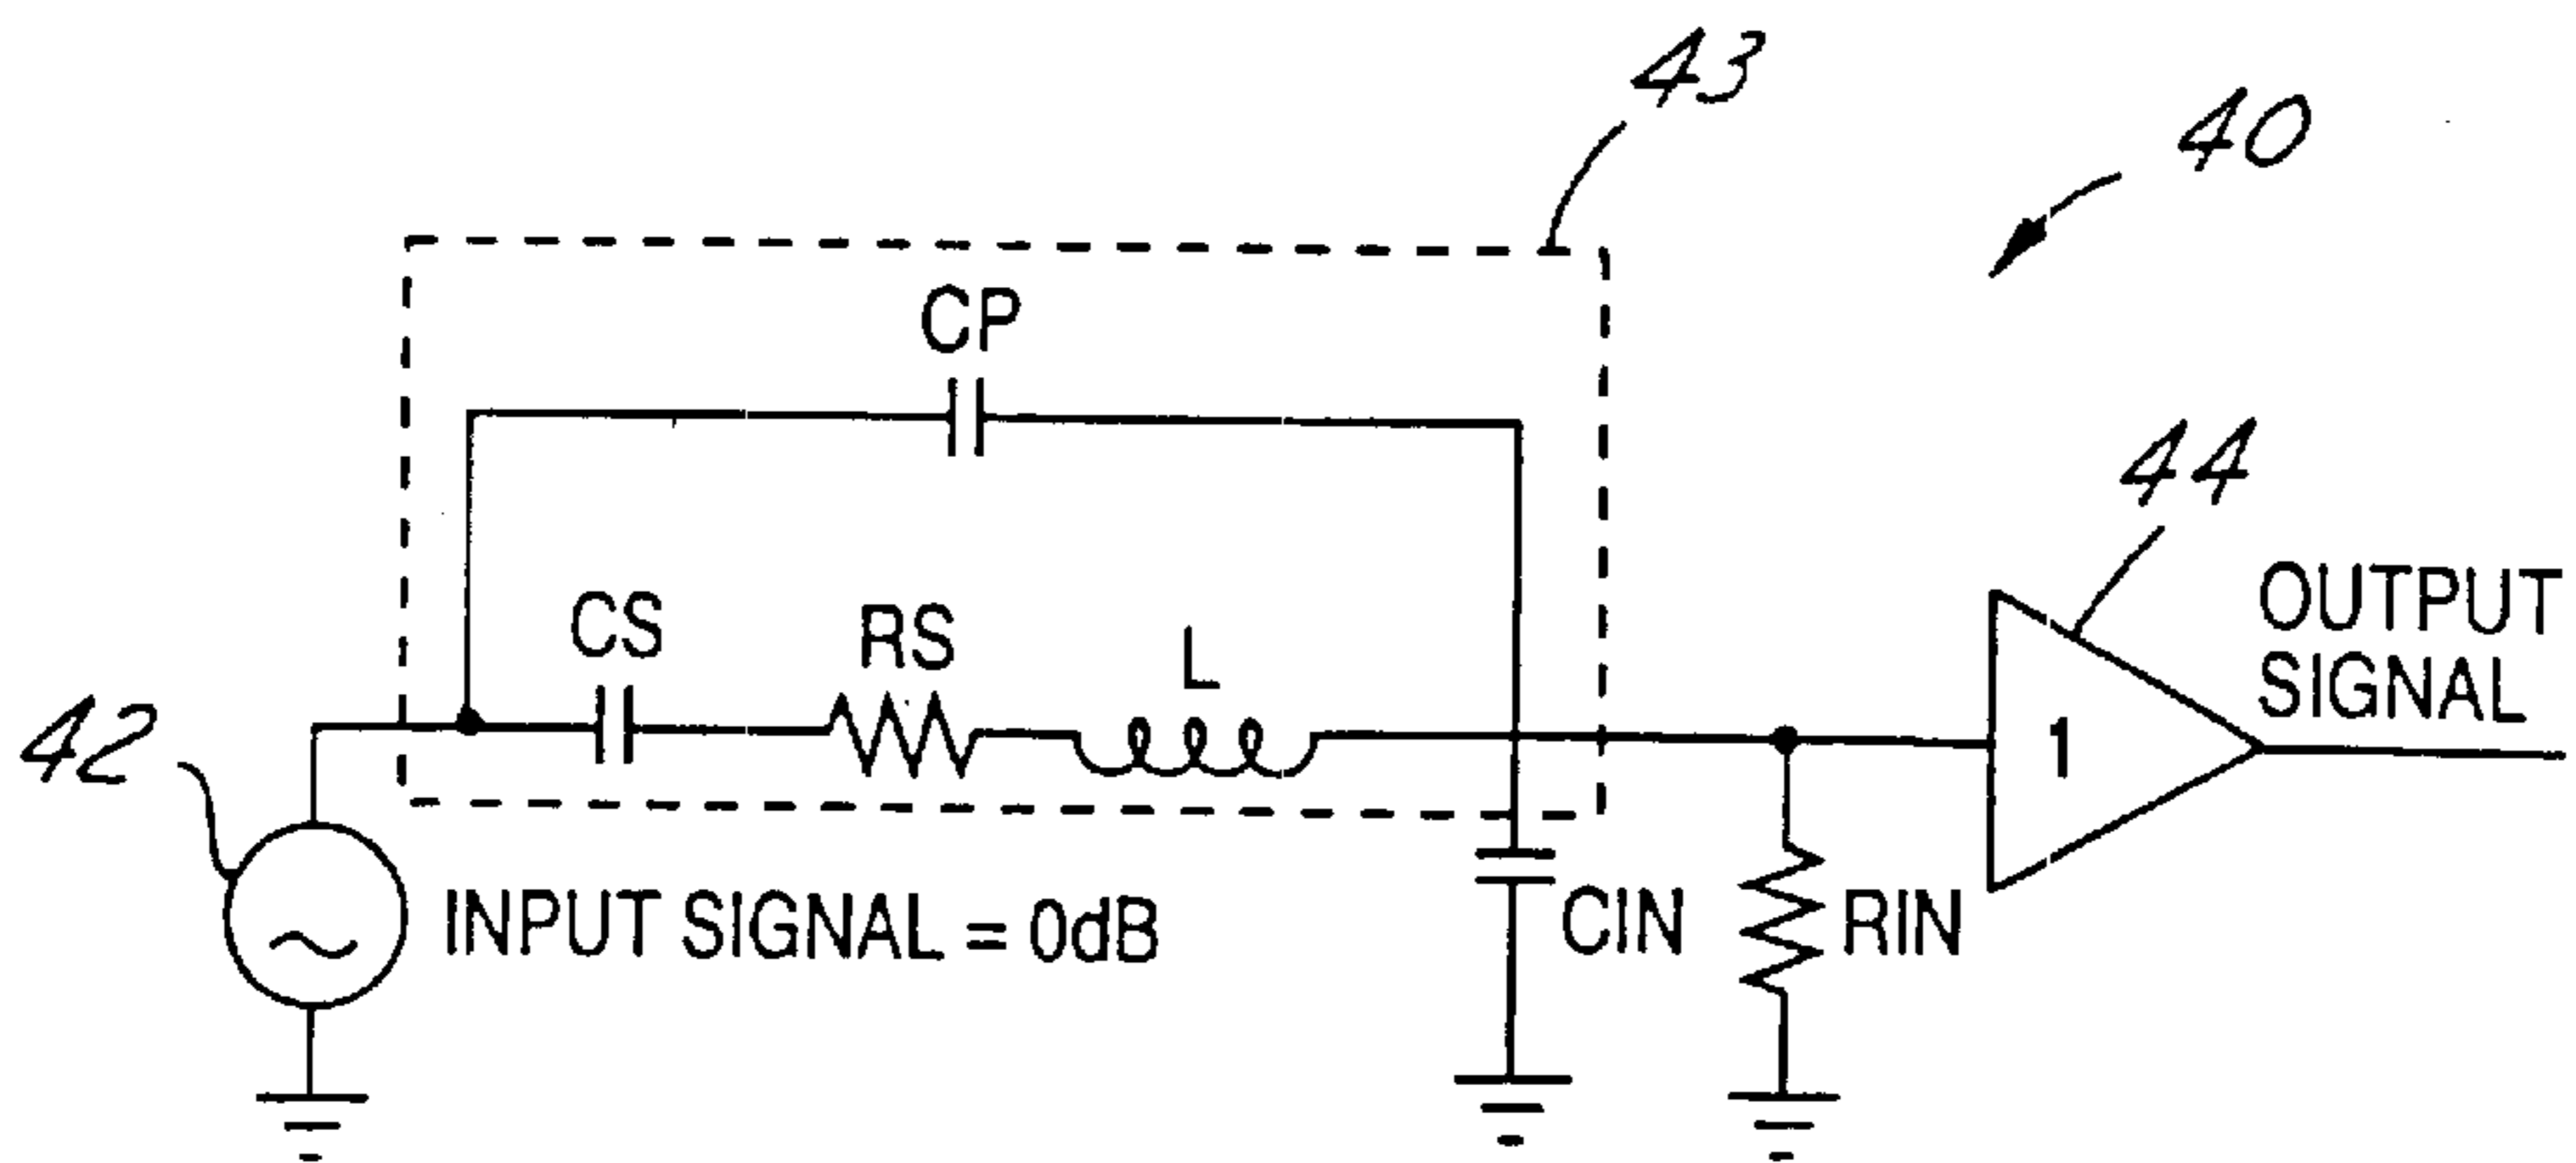 43
40
CP
44
CS
RS
L
OUTPUT
SIGNAL
42
1
INPUT SIGNAL = 0dB
CIN
RIN